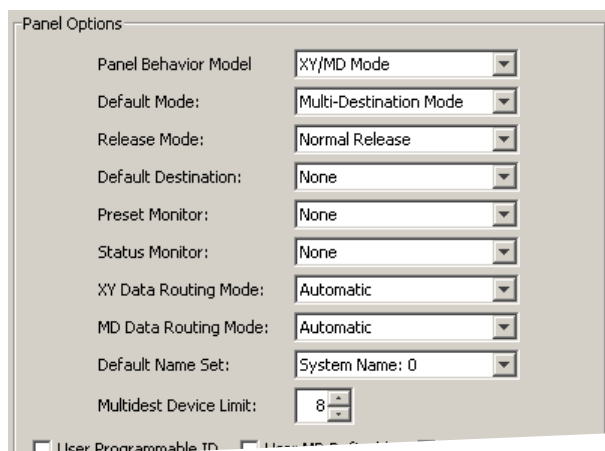 Panel Options
Panel Behavior Model XY/MD Mode
Default Mode: Multi-Destination Mode
Release Mode: Normal Release
Default Destination: None
Preset Monitor: None
Status Monitor: None
XY Data Routing Mode: Automatic
MD Data Routing Mode: Automatic
Default Name Set: System Name: 0
Multidest Device Limit: 8
User Programmable ID